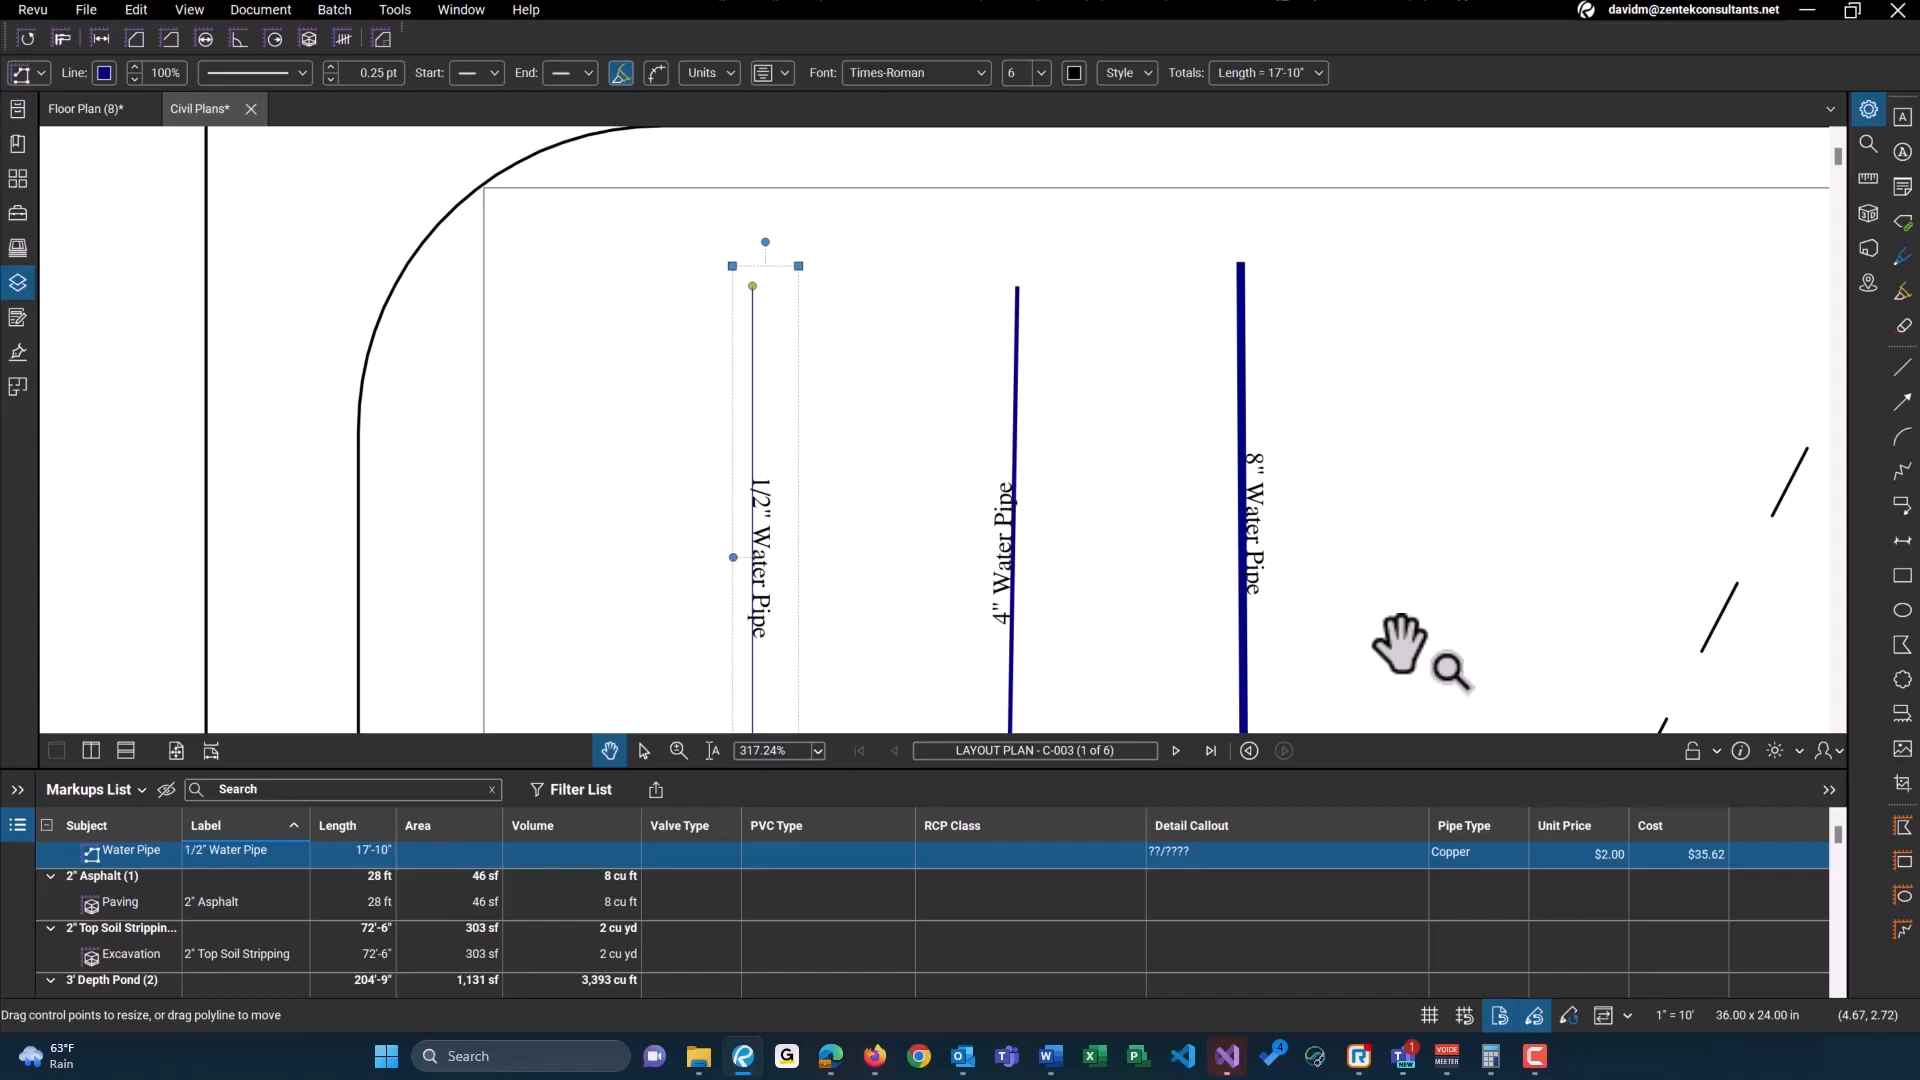 Revu File Edit View Document Batch Tools Window Help davidm@zentekconsultants.net
Line: 100% 0.25 pt Start: End: Units Font: Times-Roman 6 Style Totals: Length = 17'-10"
Floor Plan (8)* Civil Plans*
1/2" Water Pipe
4" Water Pipe
8" Water Pipe
317.24% LAYOUT PLAN - C-003 (1 of 6)
Markups List Search x Filter List
Subject Label Length Area Volume Valve Type PVC Type RCP Class Detail Callout Pipe Type Unit Price Cost
Water Pipe 1/2" Water Pipe 17'-10" ??/???? Copper $2.00 $35.62
2" Asphalt (1) 28 ft 46 sf 8 cu ft
Paving 2" Asphalt 28 ft 46 sf 8 cu ft
2" Top Soil Strippin... 72'-6" 303 sf 2 cu yd
Excavation 2" Top Soil Stripping 72'-6" 303 sf 2 cu yd
3' Depth Pond (2) 204'-9" 1,131 sf 3,393 cu ft
Drag control points to resize, or drag polyline to move 1" = 10' 36.00 x 24.00 in (4.67, 2.72)
63°F
Rain
Search
4
1
NEW
VOICE
MEETER